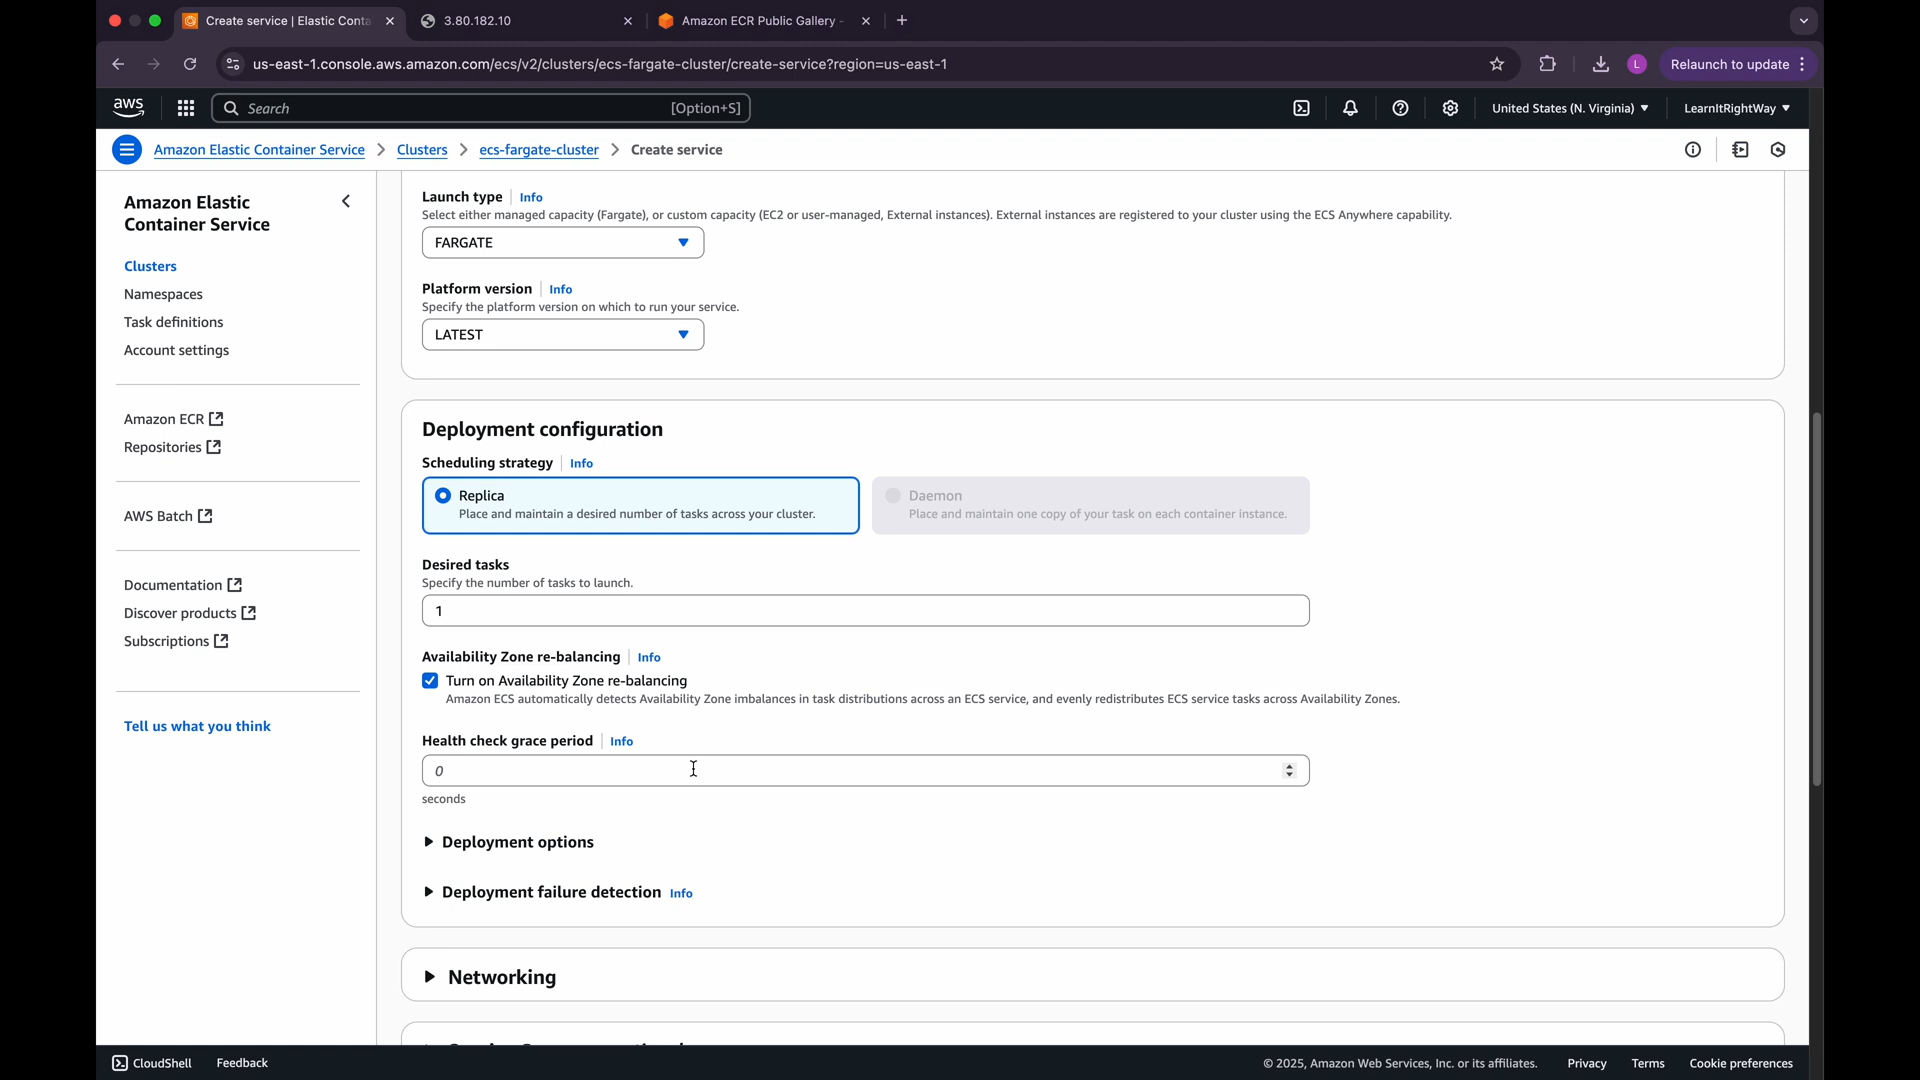 Create service | Elastic Conta
3.80.182.10
Amazon ECR Public Gallery -
us-east-1.console.aws.amazon.com/ecs/v2/clusters/ecs-fargate-cluster/create-service?region=us-east-1
L
Relaunch to update
aws
Search
[Option+S]
United States (N. Virginia)
LearnItRightWay
Amazon Elastic Container Service
Clusters
ecs-fargate-cluster
Create service
Amazon Elastic
Container Service
Clusters
Namespaces
Task definitions
Account settings
Amazon ECR
Repositories
AWS Batch
Documentation
Discover products
Subscriptions
Tell us what you think
Launch type Info
Select either managed capacity (Fargate), or custom capacity (EC2 or user-managed, External instances). External instances are registered to your cluster using the ECS Anywhere capability.
FARGATE
Platform version Info
Specify the platform version on which to run your service.
LATEST
Deployment configuration
Scheduling strategy Info
Replica
Place and maintain a desired number of tasks across your cluster.
Daemon
Place and maintain one copy of your task on each container instance.
Desired tasks
Specify the number of tasks to launch.
1
Availability Zone re-balancing Info
Turn on Availability Zone re-balancing
Amazon ECS automatically detects Availability Zone imbalances in task distributions across an ECS service, and evenly redistributes ECS service tasks across Availability Zones.
Health check grace period Info
0
seconds
Deployment options
Deployment failure detection Info
Networking
CloudShell
Feedback
© 2025, Amazon Web Services, Inc. or its affiliates.
Privacy
Terms
Cookie preferences